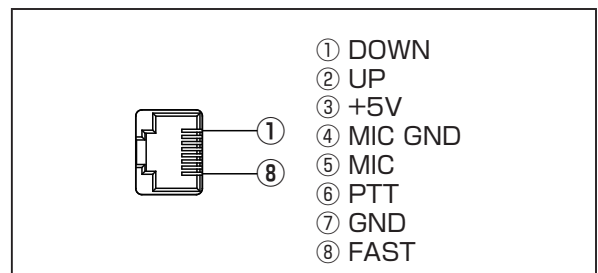 ① DOWN
② UP
③ +5V
④ MIC GND
⑤ MIC
⑥ PTT
⑦ GND
⑧ FAST
①
⑧